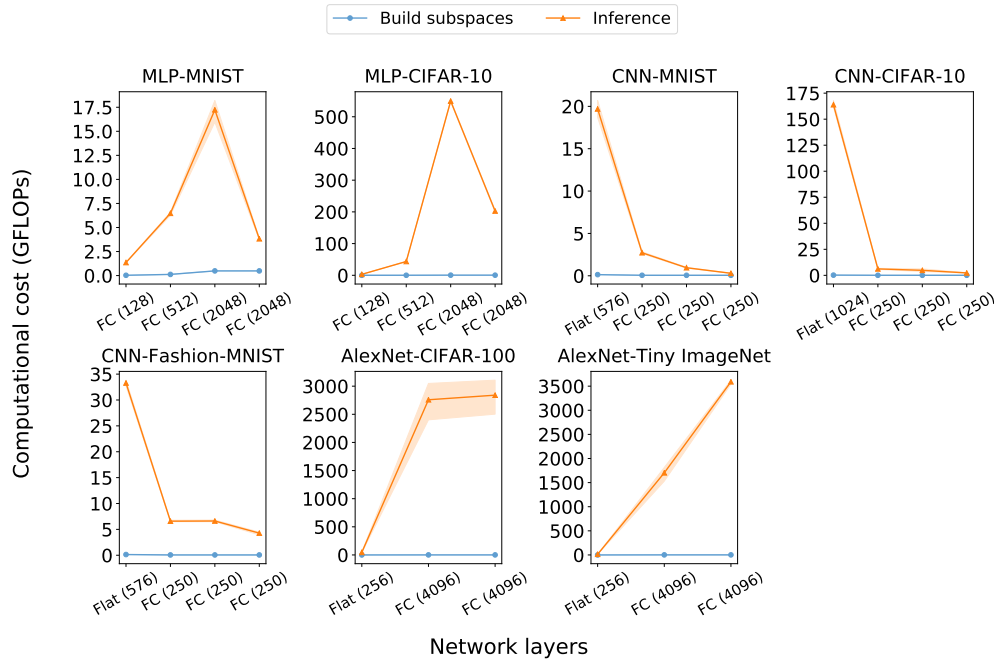 Build subspaces
Inference
MLP-MNIST
MLP-CIFAR-10
CNN-MNIST
CNN-CIFAR-10
17.5
15.0
12.5
10.0
7.5
5.0
2.5
0.0
FC (128)
FC (512)
FC (2048)
FC (2048)
500
400
300
200
100
0
FC (128)
FC (512)
FC (2048)
FC (2048)
20
15
10
5
0
Flat (576)
FC (250)
FC (250)
FC (250)
175
150
125
100
75
50
25
0
Flat (1024)
FC (250)
FC (250)
FC (250)
Computational cost (GFLOPs)
CNN-Fashion-MNIST
AlexNet-CIFAR-100
AlexNet-Tiny ImageNet
35
30
25
20
15
10
5
0
Flat (576)
FC (250)
FC (250)
FC (250)
3000
2500
2000
1500
1000
500
0
Flat (256)
FC (4096)
FC (4096)
3500
3000
2500
2000
1500
1000
500
0
Flat (256)
FC (4096)
FC (4096)
Network layers